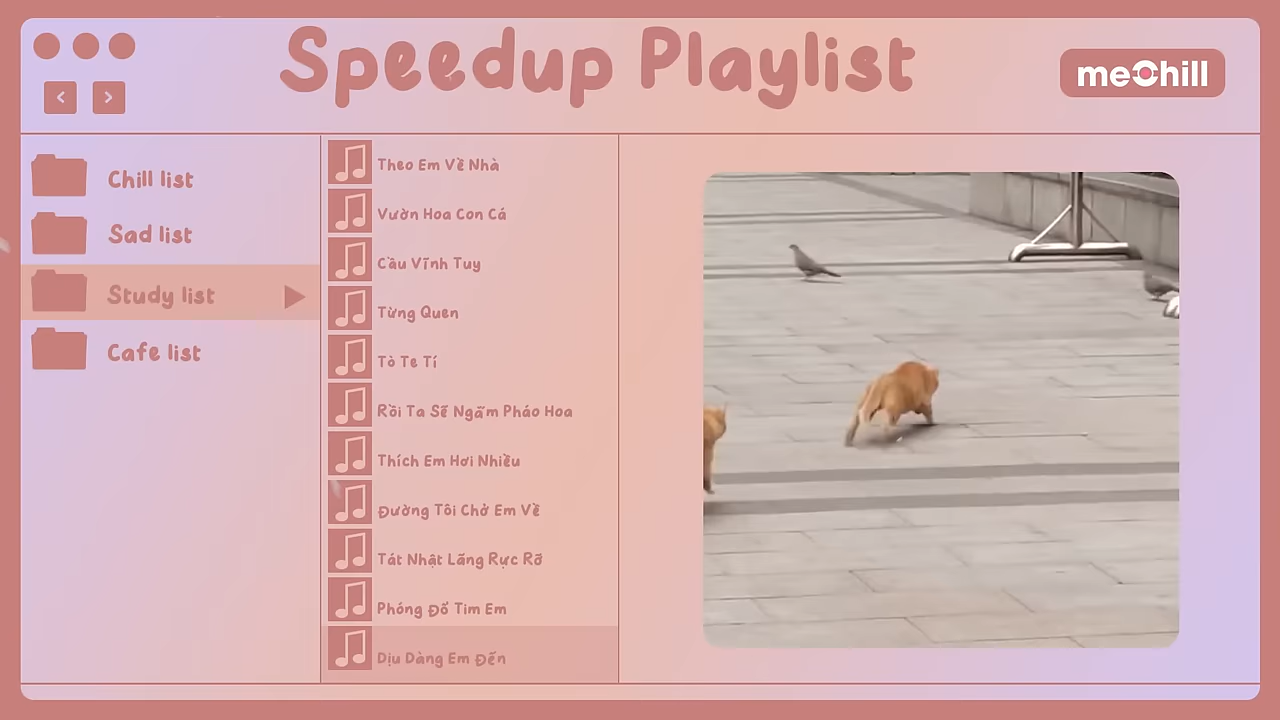 Speedup Playlist
meChill
Chill list
Sad list
Study list
Cafe list
Theo Em Về Nhà
Vườn Hoa Con Cá
Cầu Vĩnh Tuy
Từng Quen
Tò Te Tí
Rồi Ta Sẽ Ngắm Pháo Hoa
Thích Em Hơi Nhiều
Đường Tôi Chở Em Về
Tát Nhật Lãng Rực Rỡ
Phóng Đổ Tim Em
Dịu Dàng Em Đến